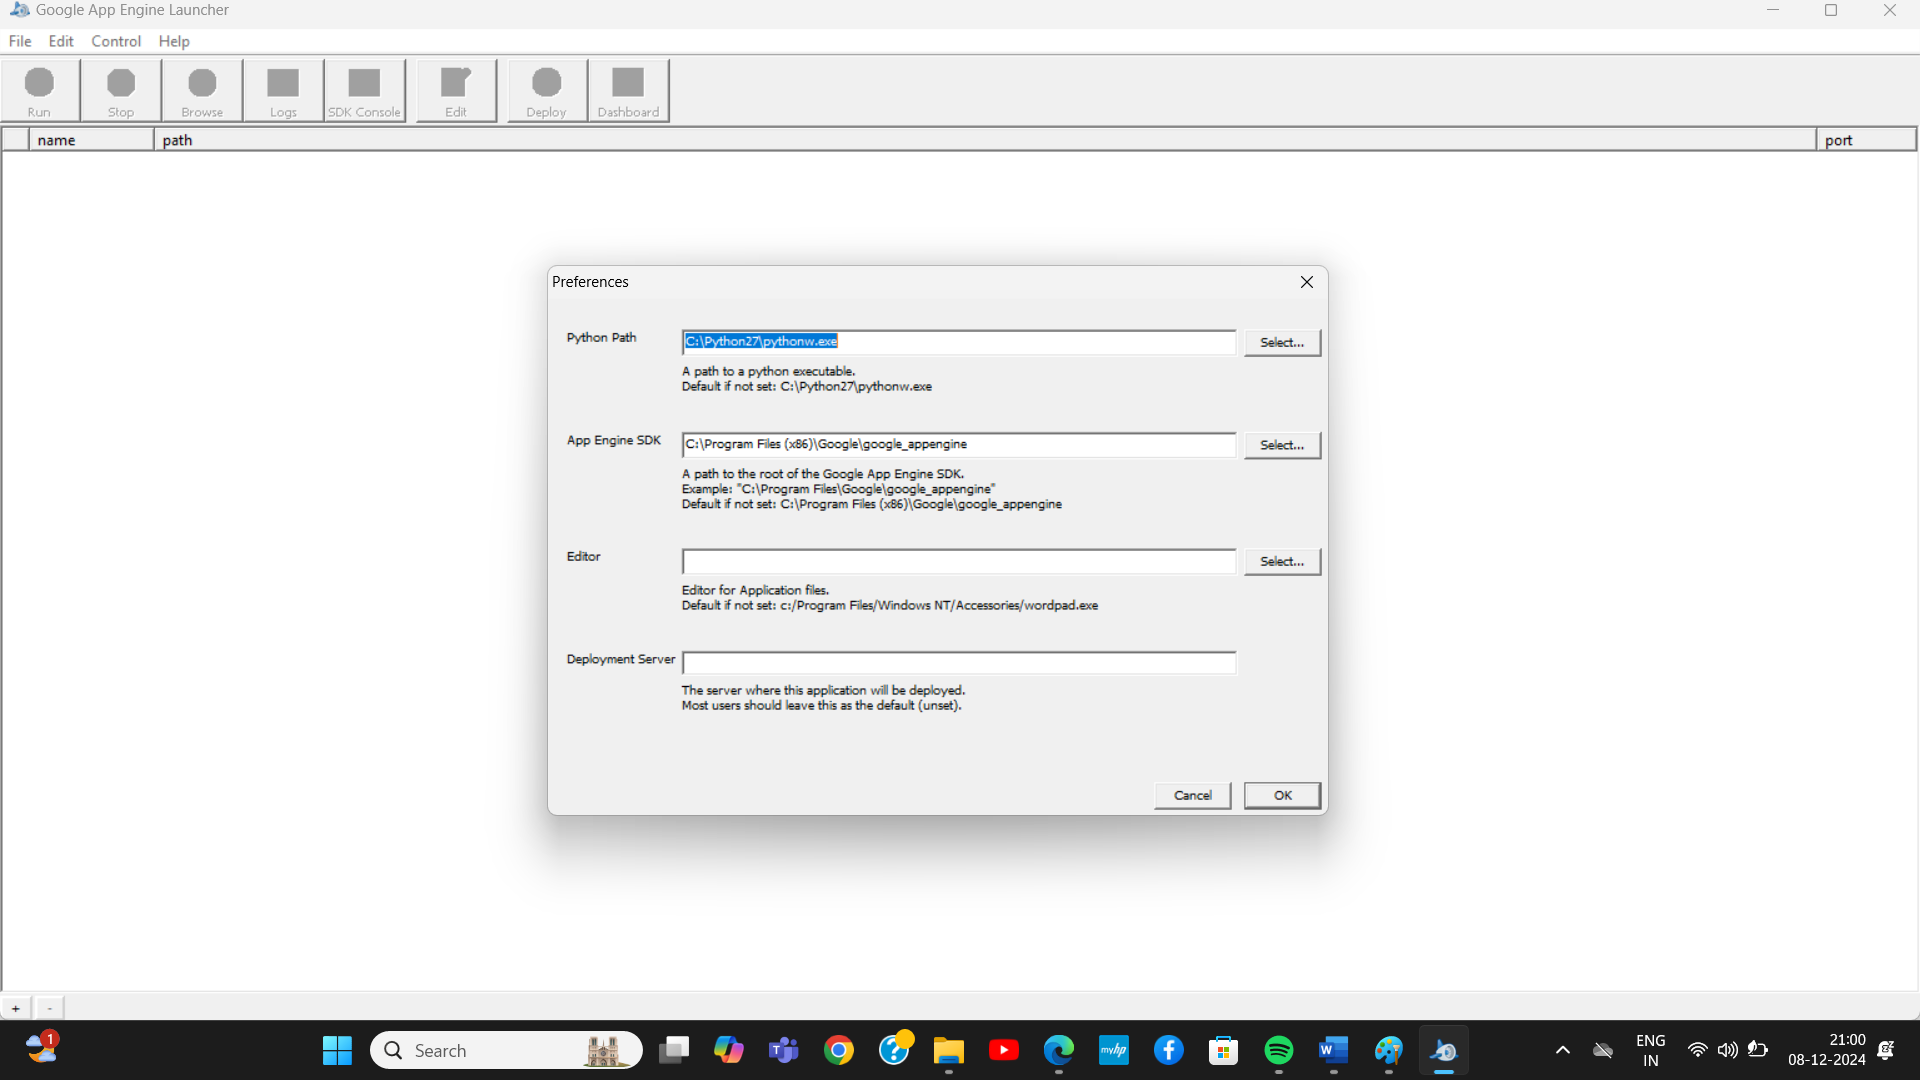 Google App Engine Launcher
File Edit Control Help
Run Stop Browse Logs SDK Console Edit Deploy Dashboard
name path port
Preferences
Python Path C:\Python27\pythonw.exe Select...
A path to a python executable.
Default if not set: C:\Python27\pythonw.exe
App Engine SDK C:\Program Files (x86)\Google\google_appengine Select...
A path to the root of the Google App Engine SDK.
Example: "C:\Program Files\Google\google_appengine"
Default if not set: C:\Program Files (x86)\Google\google_appengine
Editor Select...
Editor for Application files.
Default if not set: c:/Program Files/Windows NT/Accessories/wordpad.exe
Deployment Server
The server where this application will be deployed.
Most users should leave this as the default (unset).
Cancel OK
+ -
1 Search myhp ENG 21:00
IN 08-12-2024